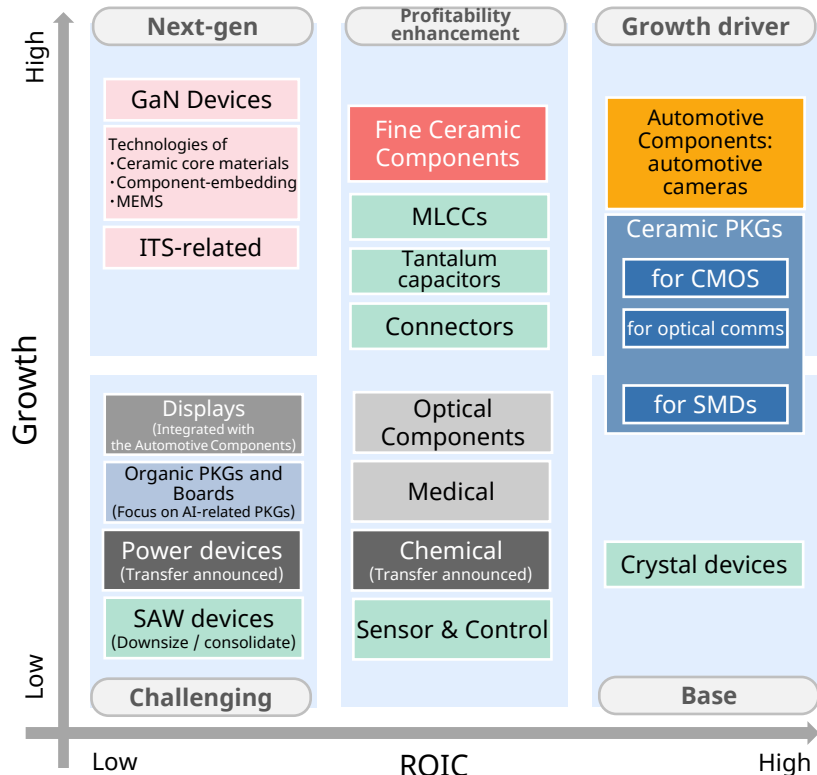 High
Growth
Low
Next-gen
GaN Devices
Technologies of
・Ceramic core materials
・Component-embedding
・MEMS
ITS-related
Displays
(Integrated with
the Automotive Components)
Organic PKGs and
Boards
(Focus on AI-related PKGs)
Power devices
(Transfer announced)
SAW devices
(Downsize / consolidate)
Challenging
Profitability
enhancement
Fine Ceramic
Components
MLCCs
Tantalum
capacitors
Connectors
Optical
Components
Medical
Chemical
(Transfer announced)
Sensor & Control
Growth driver
Automotive
Components:
automotive
cameras
Ceramic PKGs
for CMOS
for optical comms
for SMDs
Crystal devices
Base
Low
ROIC
High